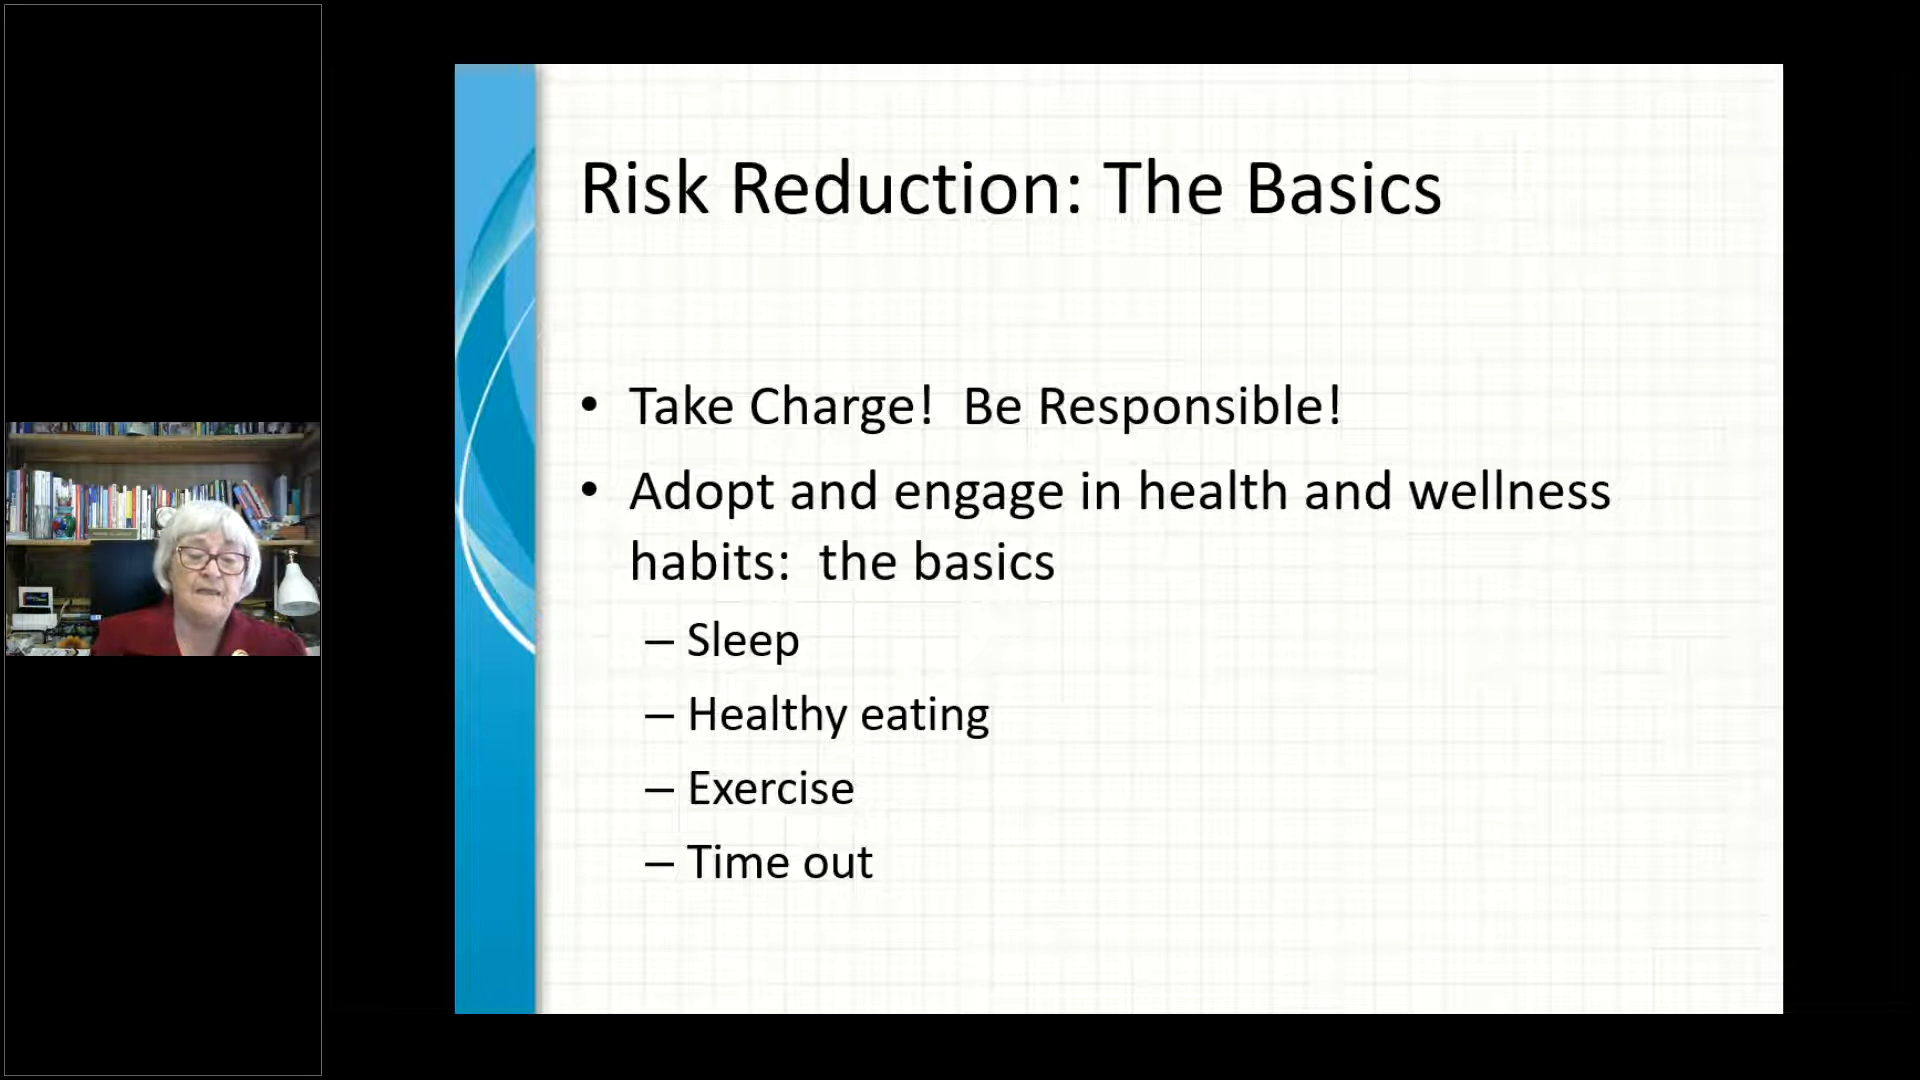 Risk Reduction: The Basics
• Take Charge!  Be Responsible!
• Adopt and engage in health and wellness
habits:  the basics
– Sleep
– Healthy eating
– Exercise
– Time out